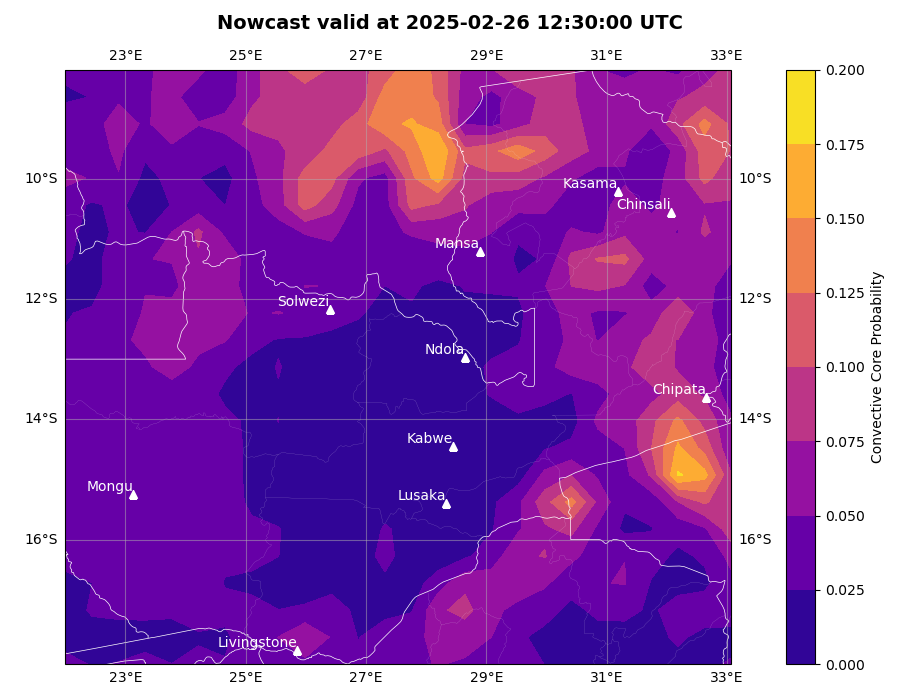 Nowcast valid at 2025-02-26 12:30:00 UTC
23°E 25°E 27°E 29°E 31°E 33°E
0.200
0.175
10°S Kasama 10°S
Chinsali
0.150
Mansa
12°S Solwezi 12°S
0.125
Ndola
0.100
Chipata
14°S 14°S
Kabwe
0.075
Mongu
Lusaka
0.050
16°S 16°S
0.025
Livingstone
0.000
23°E 25°E 27°E 29°E 31°E 33°E
Convective Core Probability